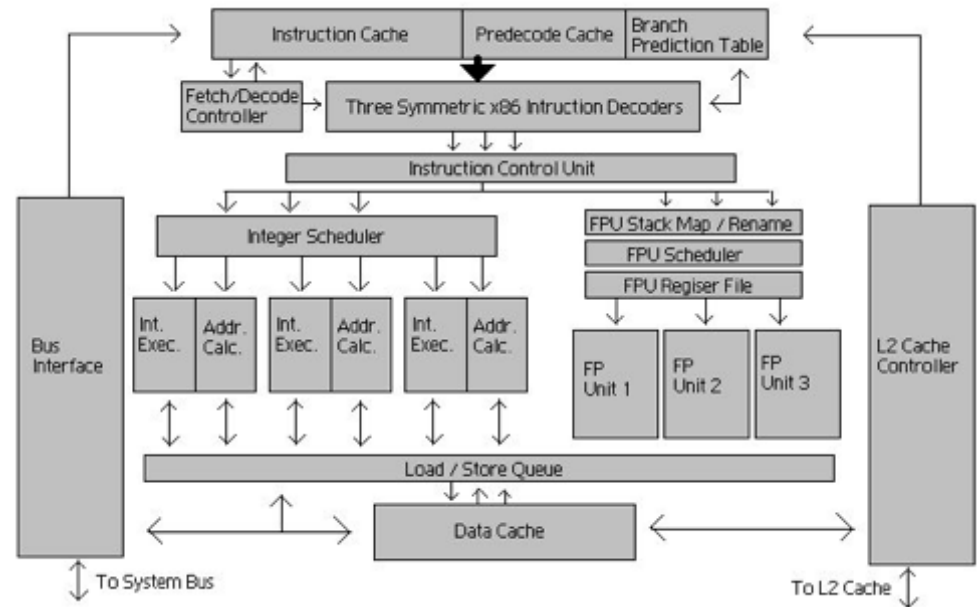 Instruction Cache
Predecode Cache
Branch
Prediction Table
Fetch/Decode
Controller
Three Symmetric x86 Intruction Decoders
Instruction Control Unit
Integer Scheduler
FPU Stack Map / Rename
FPU Scheduler
FPU Regiser File
Bus
Interface
Int.
Exec.
Addr.
Calc.
Int.
Exec.
Addr.
Calc.
Int.
Exec.
Addr.
Calc.
FP
Unit 1
FP
Unit 2
FP
Unit 3
L2 Cache
Controller
Load / Store Queue
Data Cache
To System Bus
To L2 Cache